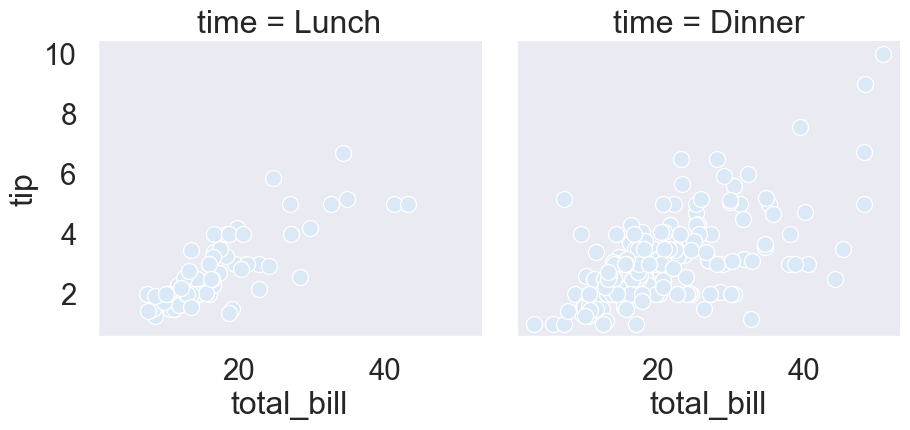 time = Lunch
time = Dinner
10
8
6
4
2
tip
20
40
20
40
total_bill
total_bill